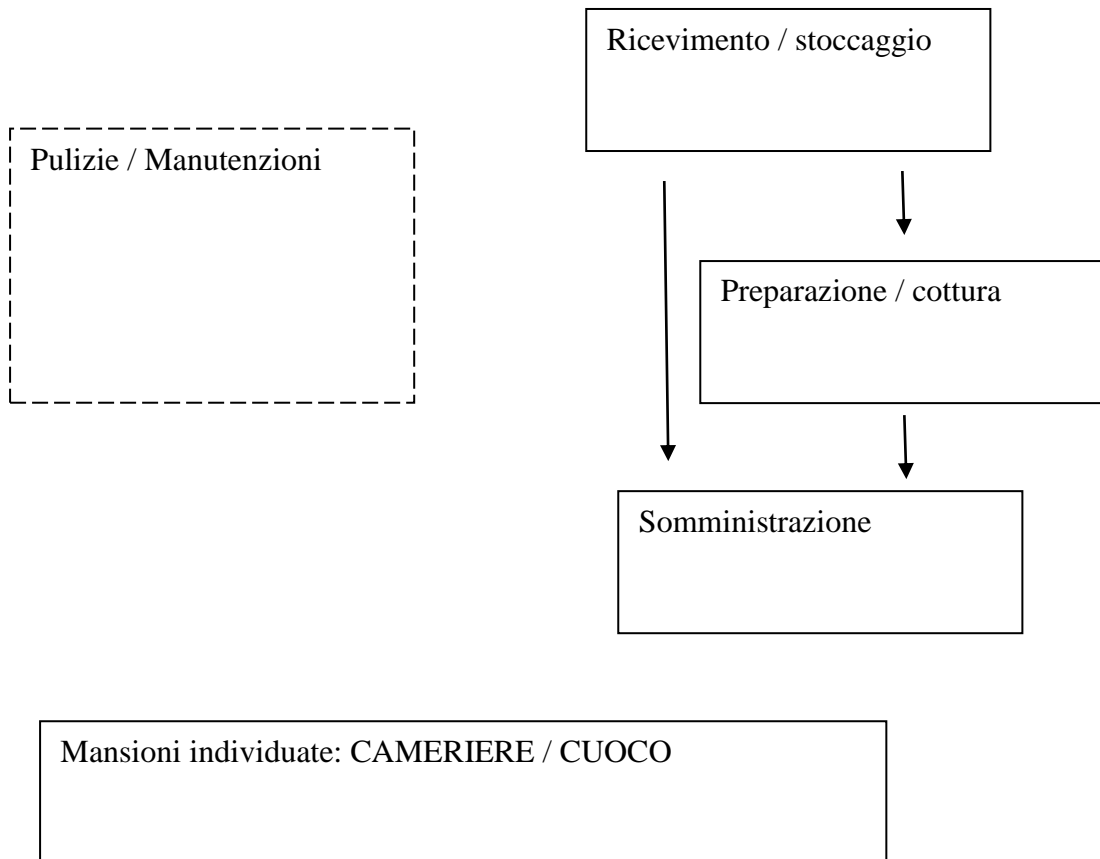 Ricevimento / stoccaggio
Pulizie / Manutenzioni
Preparazione / cottura
Somministrazione
Mansioni individuate: CAMERIERE / CUOCO